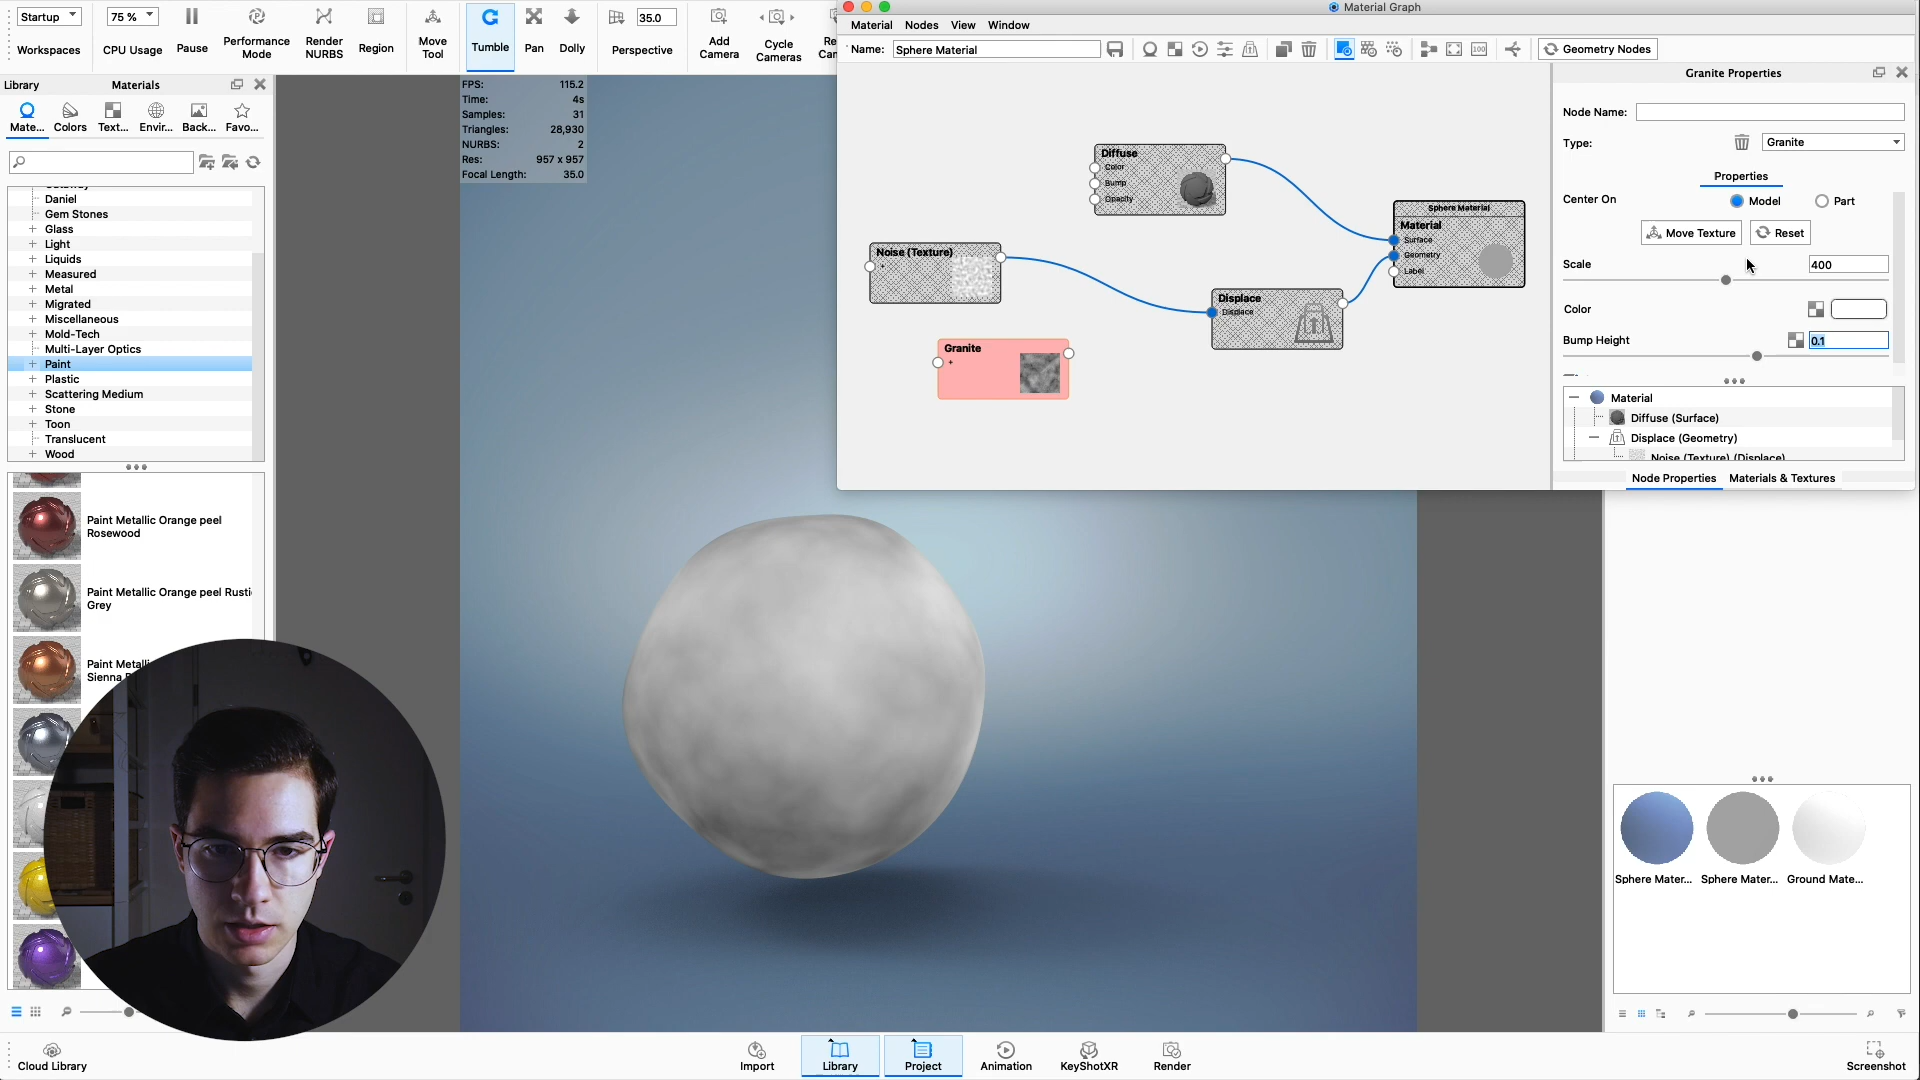 Startup
Workspaces
75 %
CPU Usage
Pause
Performance
Mode
Render
NURBS
Region
Move
Tool
Tumble
Pan
Dolly
35.0
Perspective
Add
Camera
Cycle
Cameras
Library
Materials
Mate...
Colors
Text...
Envir...
Back...
Favo...
Daniel
Gem Stones
Glass
Light
Liquids
Measured
Metal
Migrated
Miscellaneous
Mold-Tech
Multi-Layer Optics
Paint
Plastic
Scattering Medium
Stone
Toon
Translucent
Wood
Paint Metallic Orange peel
Rosewood
Paint Metallic Orange peel Rusti
Grey
Paint Metalli
Sienna
FPS: 115.2
Time: 4s
Samples: 31
Triangles: 28,930
NURBS: 2
Res: 957 x 957
Focal Length: 35.0
Material Graph
Material Nodes View Window
Name: Sphere Material
100
Geometry Nodes
Diffuse
Color
Bump
Opacity
Noise (Texture)
+
Granite
+
Displace
Displace
Sphere Material
Material
Surface
Geometry
Label
Granite Properties
Node Name:
Type: Granite
Properties
Center On Model Part
Move Texture Reset
Scale 400
Color
Bump Height 0.1
Material
Diffuse (Surface)
Displace (Geometry)
Noise (Texture) (Displace)
Node Properties Materials & Textures
Sphere Mater... Sphere Mater... Ground Mate...
Cloud Library
Import
Library
Project
Animation
KeyShotXR
Render
Screenshot